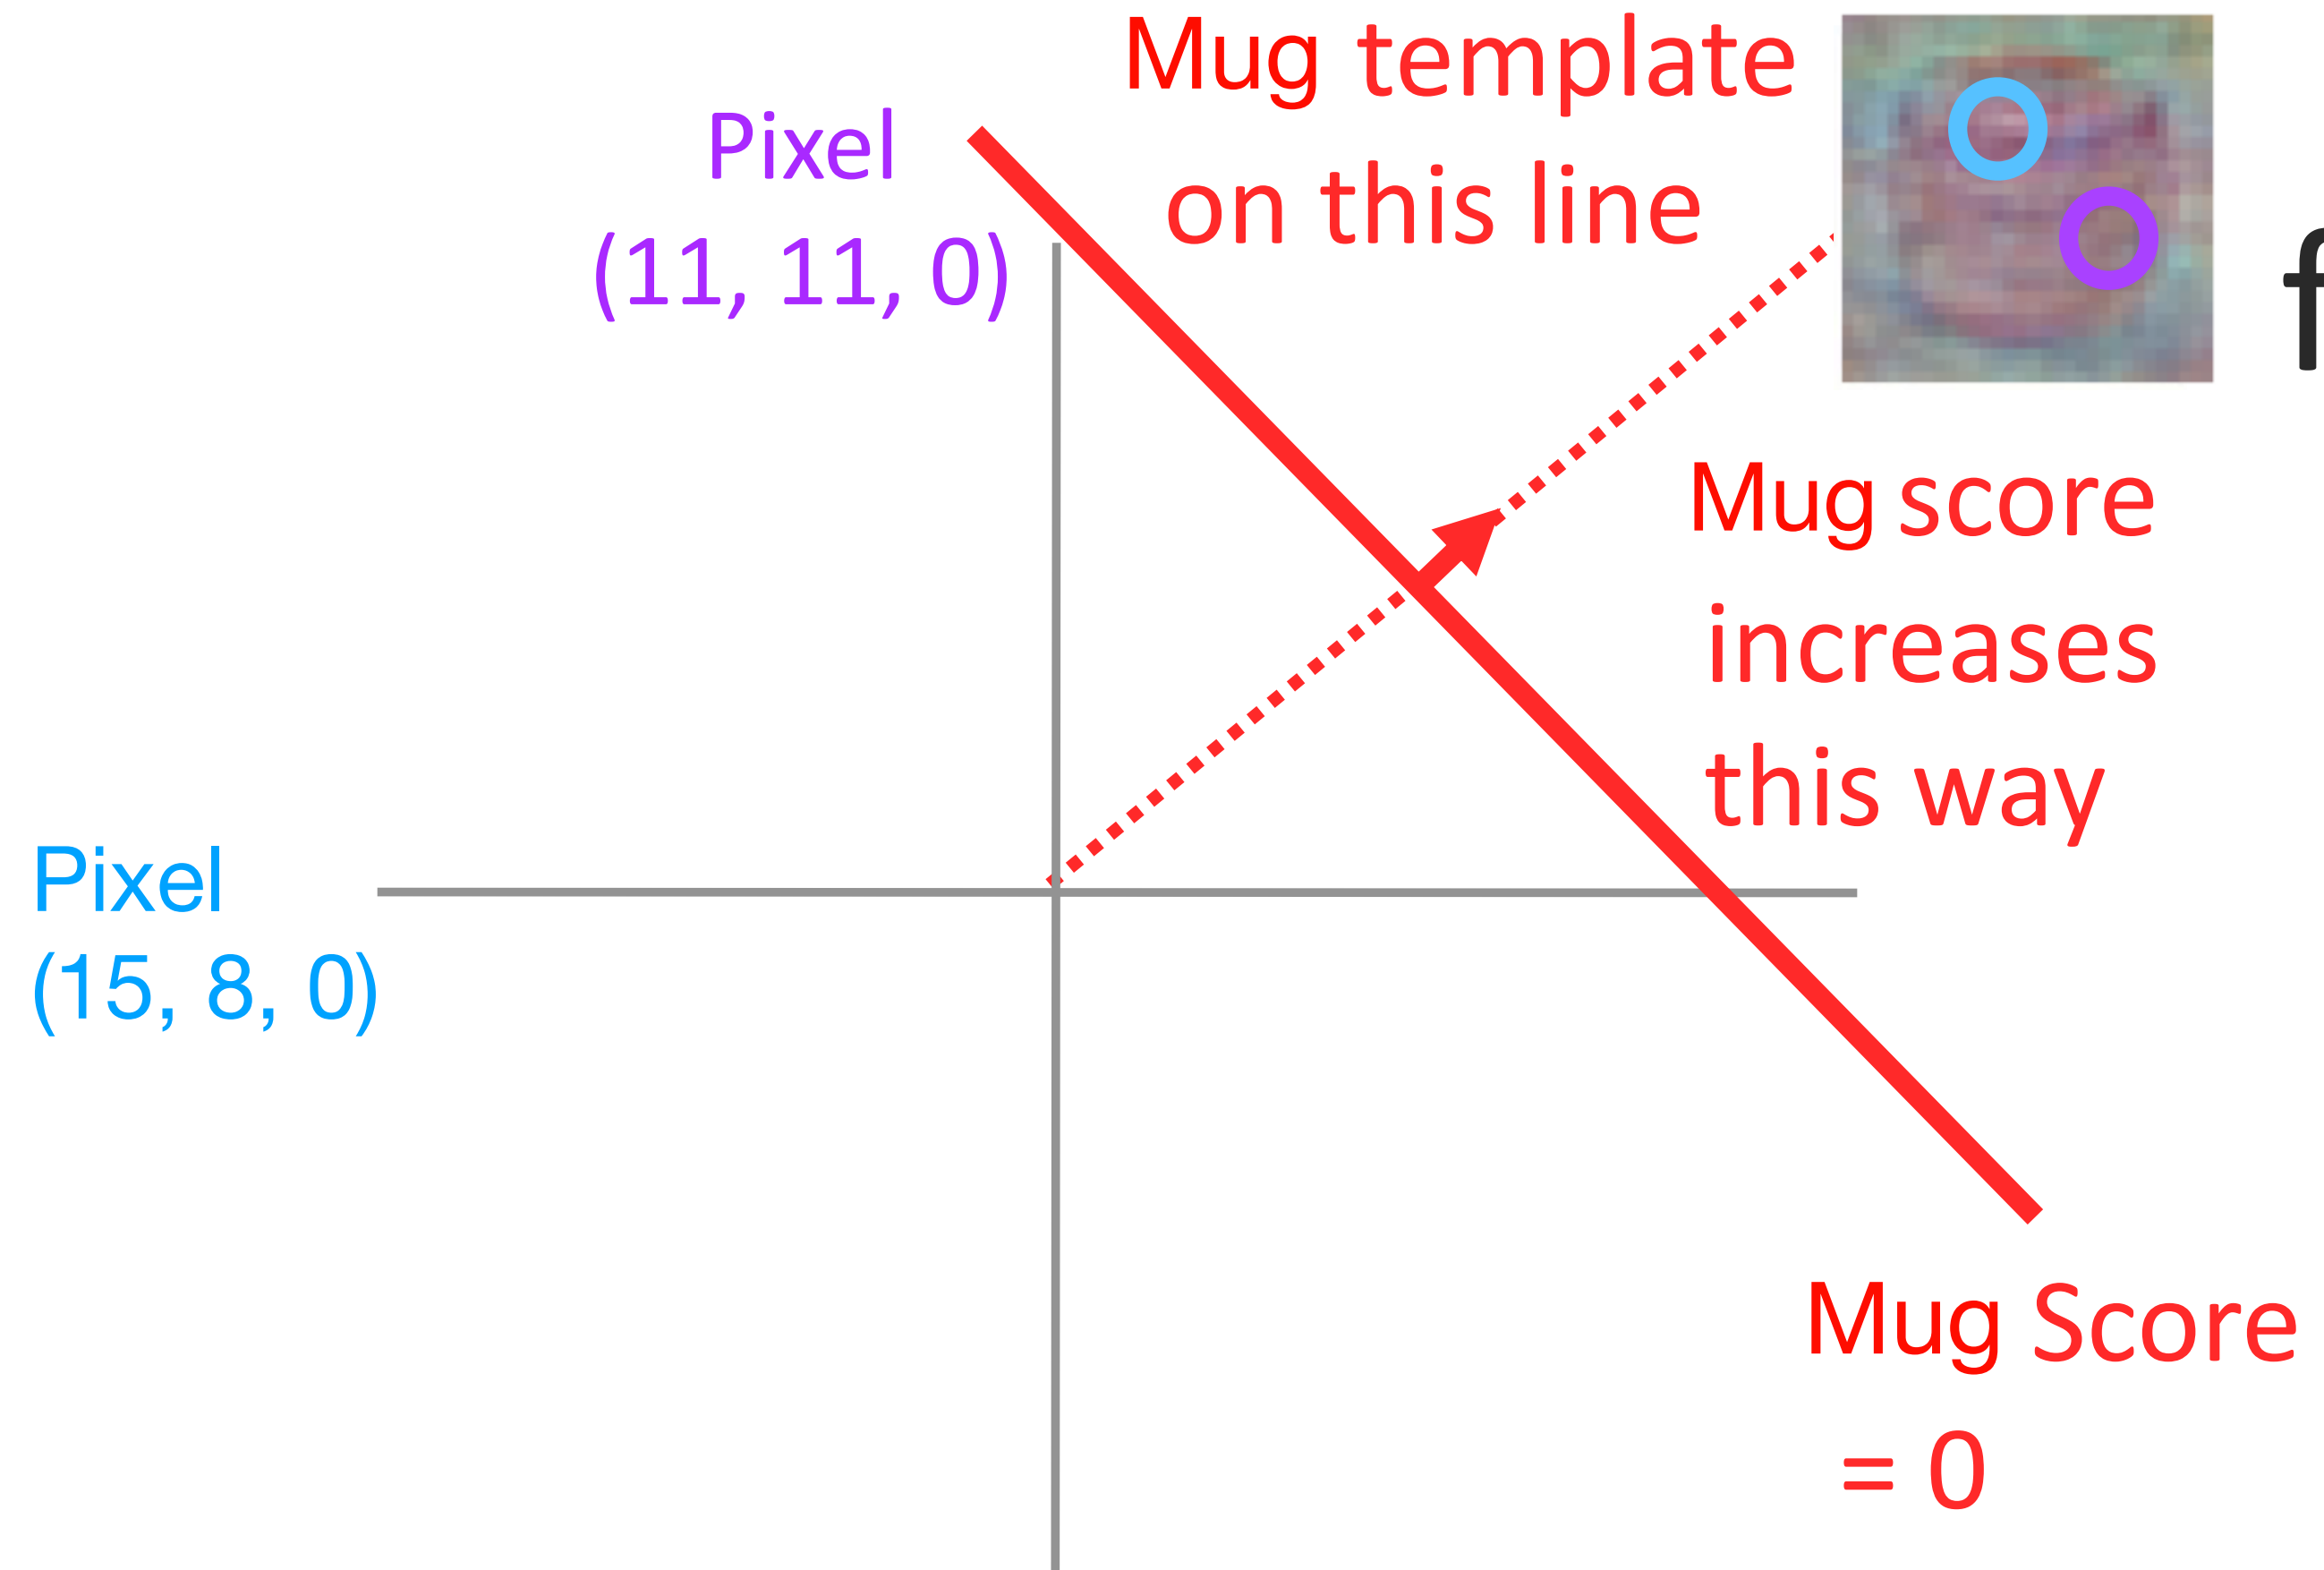 Mug template
on this line
Pixel
(11, 11, 0)
f
Mug score
increases
this way
Pixel
(15, 8, 0)
Mug Score
= 0